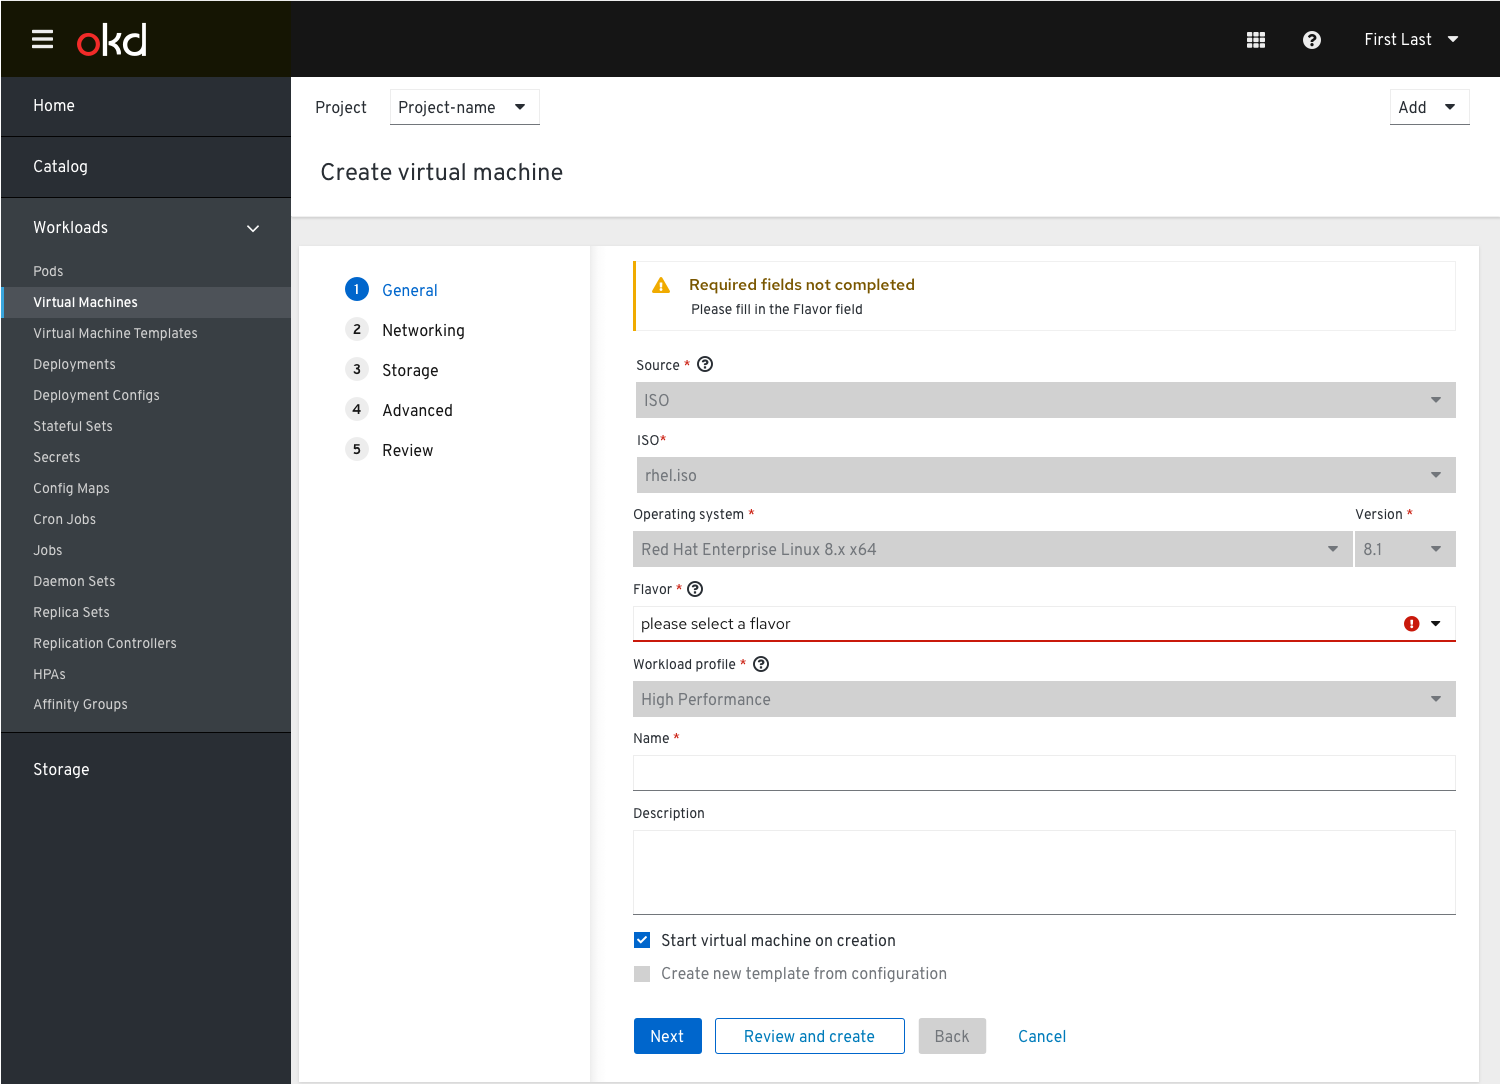 okd
First Last
Home
Catalog
Workloads
Pods
Virtual Machines
Virtual Machine Templates
Deployments
Deployment Configs
Stateful Sets
Secrets
Config Maps
Cron Jobs
Jobs
Daemon Sets
Replica Sets
Replication Controllers
HPAs
Affinity Groups
Storage
Project Project-name Add
Create virtual machine
1 General
2 Networking
3 Storage
4 Advanced
5 Review
Required fields not completed
Please fill in the Flavor field
Source *
ISO
ISO*
rhel.iso
Operating system * Version *
Red Hat Enterprise Linux 8.x x64 8.1
Flavor *
please select a flavor
Workload profile *
High Performance
Name *
Description
Start virtual machine on creation
Create new template from configuration
Next Review and create Back Cancel